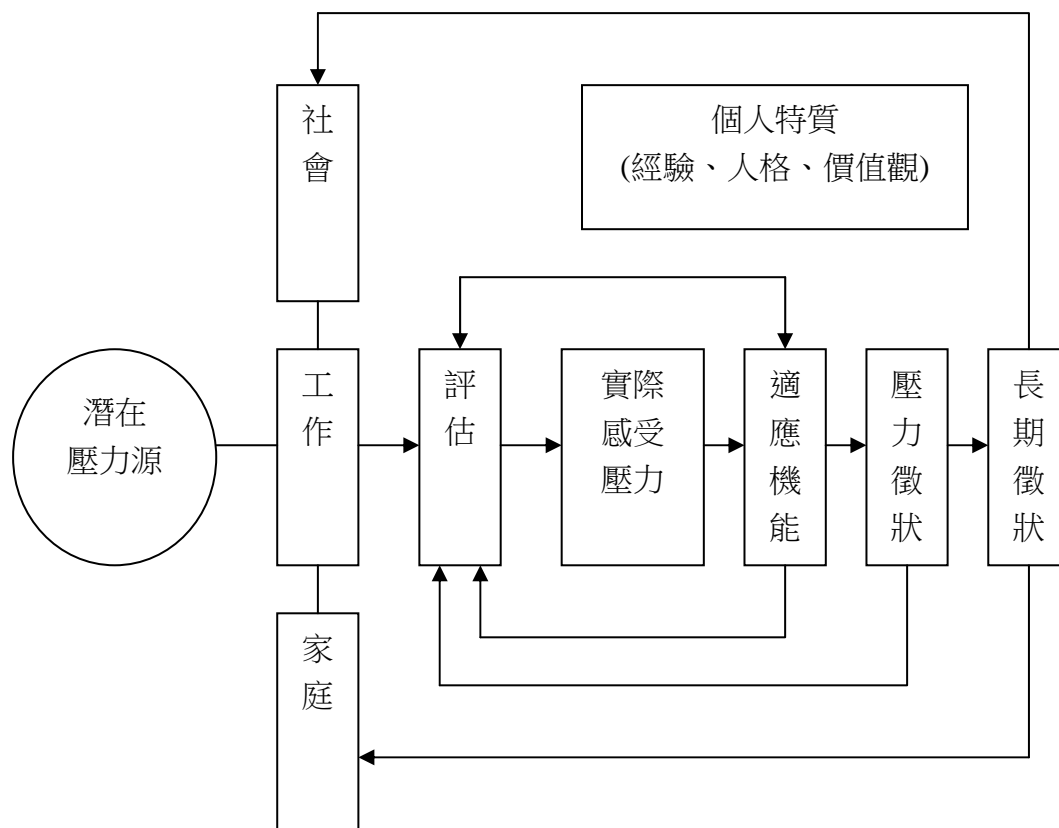 社會
個人特質
(經驗、人格、價值觀)
潛在
壓力源
工作
評估
實際
感受
壓力
適應機能
壓力徵狀
長期徵狀
家庭